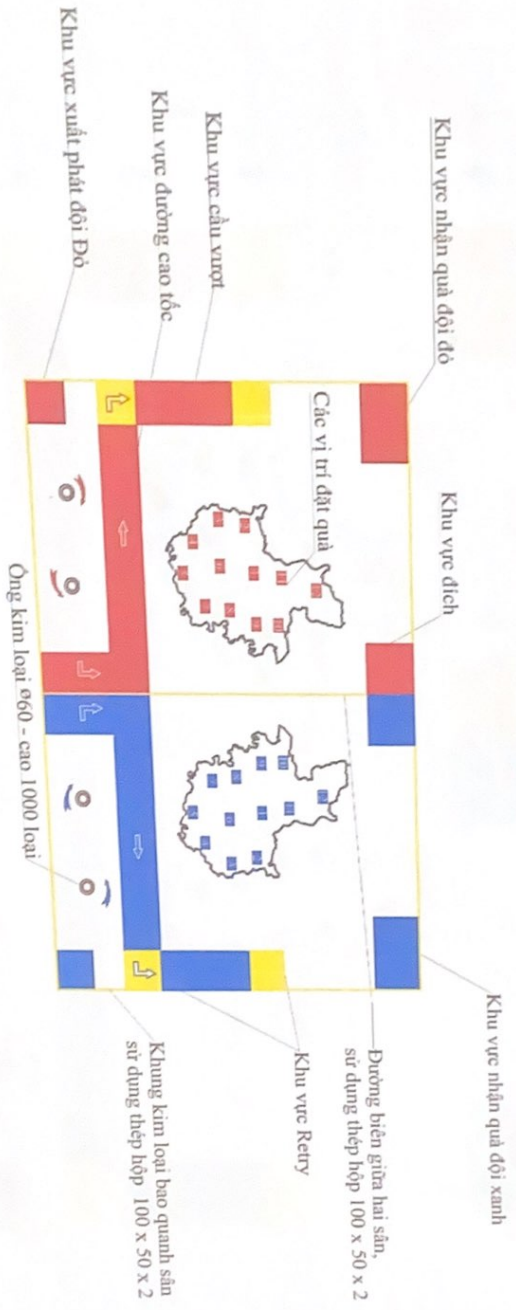 Khu vực nhận quà đội đỏ
Khu vực cầu vượt
Khu vực đường cao tốc
Khu vực xuất phát đội Đỏ
Các vị trí đặt quà
Khu vực đích
Ống kim loại ø60 - cao 1000 loại
Khu vực nhận quà đội xanh
Đường biên giữa hai sân,
sử dụng thép hộp 100 x 50 x 2
Khu vực Retry
Khung kim loại bao quanh sân
sử dụng thép hộp 100 x 50 x 2